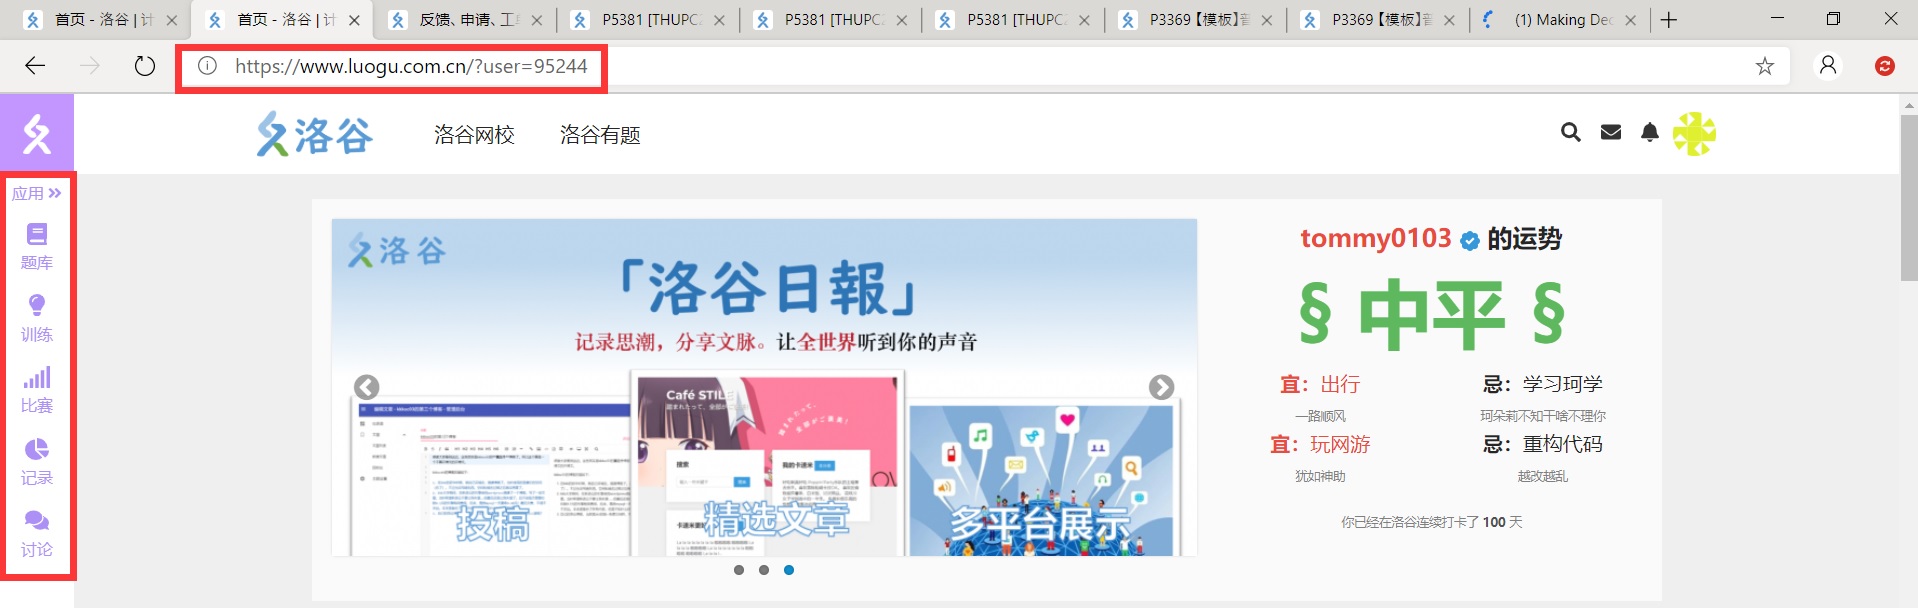 首页 - 洛谷 | 计
首页 - 洛谷 | 计
反馈、申请、工
P5381 [THUPC
P5381 [THUPC
P5381 [THUPC
P3369 【模板】普
P3369 【模板】普
(1) Making Dec
https://www.luogu.com.cn/?user=95244
洛谷
洛谷网校
洛谷有题
应用 »
题库
训练
比赛
记录
讨论
洛谷
「洛谷日報」
记录思潮，分享文脉。让全世界听到你的声音
Café STILE
搜索
投稿
精选文章
多平台展示
tommy0103 的运势
§ 中平 §
宜：出行
忌：学习珂学
一路顺风
珂朵莉不知干啥不理你
宜：玩网游
忌：重构代码
犹如神助
越改越乱
你已经在洛谷连续打卡了 100 天